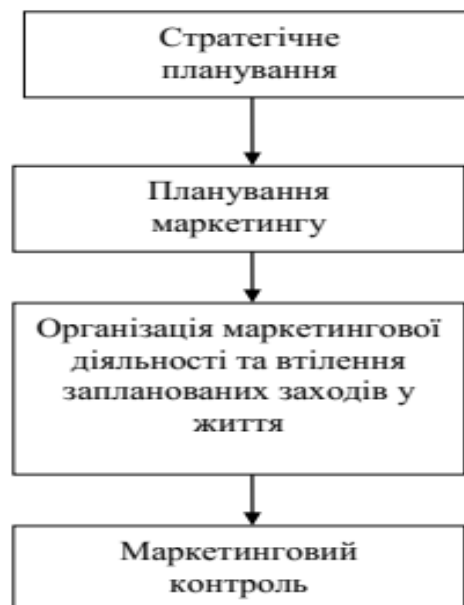 Стратегічне
планування
Планування
маркетингу
Організація маркетингової
діяльності та втілення
запланованих заходів у
життя
Маркетинговий
контроль